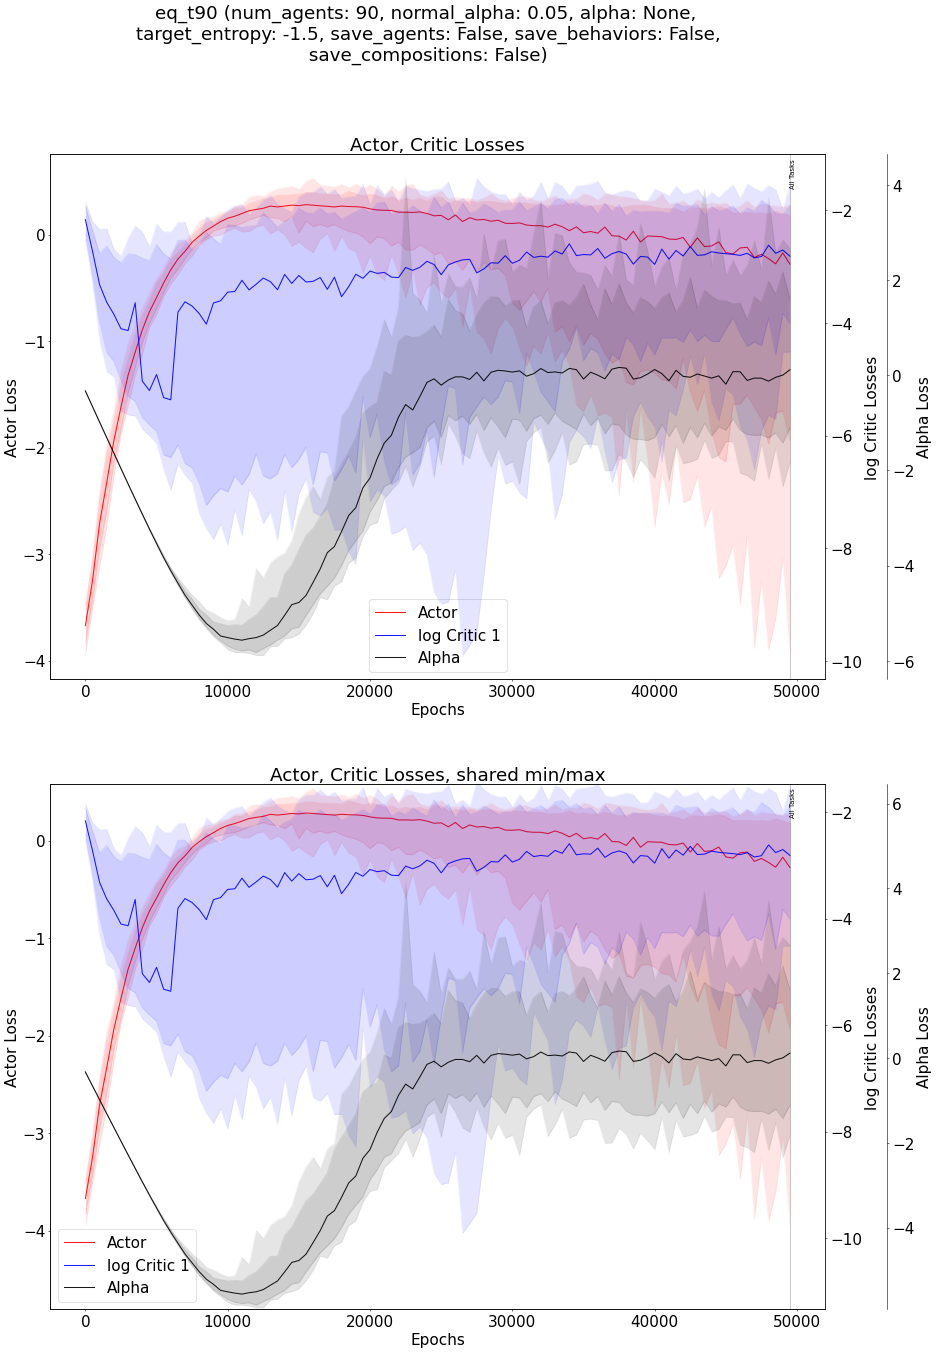 eq_t90 (num_agents: 90, normal_alpha: 0.05, alpha: None,
target_entropy: -1.5, save_agents: False, save_behaviors: False,
save_compositions: False)
Actor, Critic Losses
All Tasks
0
−1
−2
−3
−4
Actor Loss
−2
−4
−6
−8
−10
log Critic Losses
4
2
0
−2
−4
−6
Alpha Loss
Actor
log Critic 1
Alpha
0
10000
20000
30000
40000
50000
Epochs
Actor, Critic Losses, shared min/max
All Tasks
0
−1
−2
−3
−4
Actor Loss
−2
−4
−6
−8
−10
log Critic Losses
6
4
2
0
−2
−4
Alpha Loss
Actor
log Critic 1
Alpha
0
10000
20000
30000
40000
50000
Epochs